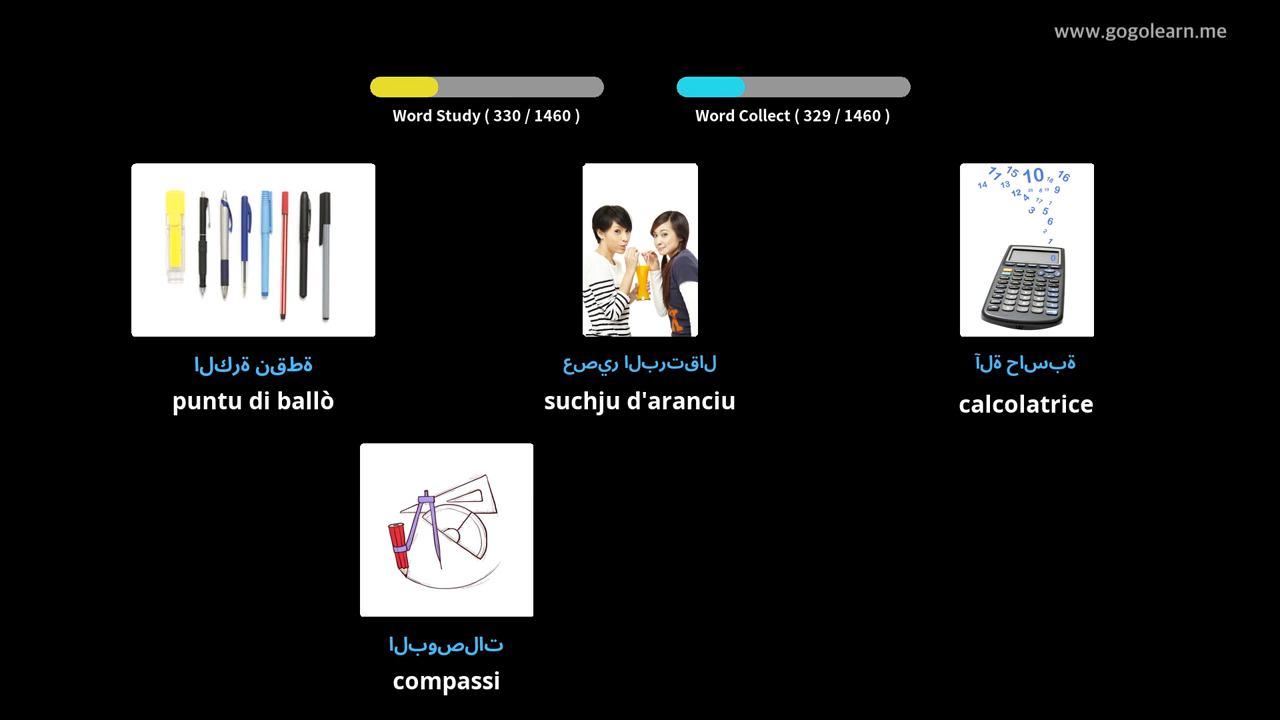 www.gogolearn.me
Word Study ( 330 / 1460 )
Word Collect ( 329 / 1460 )
الكرة نقطة
puntu di ballò
عصير البرتقال
suchju d'aranciu
آلة حاسبة
calcolatrice
البوصلات
compassi